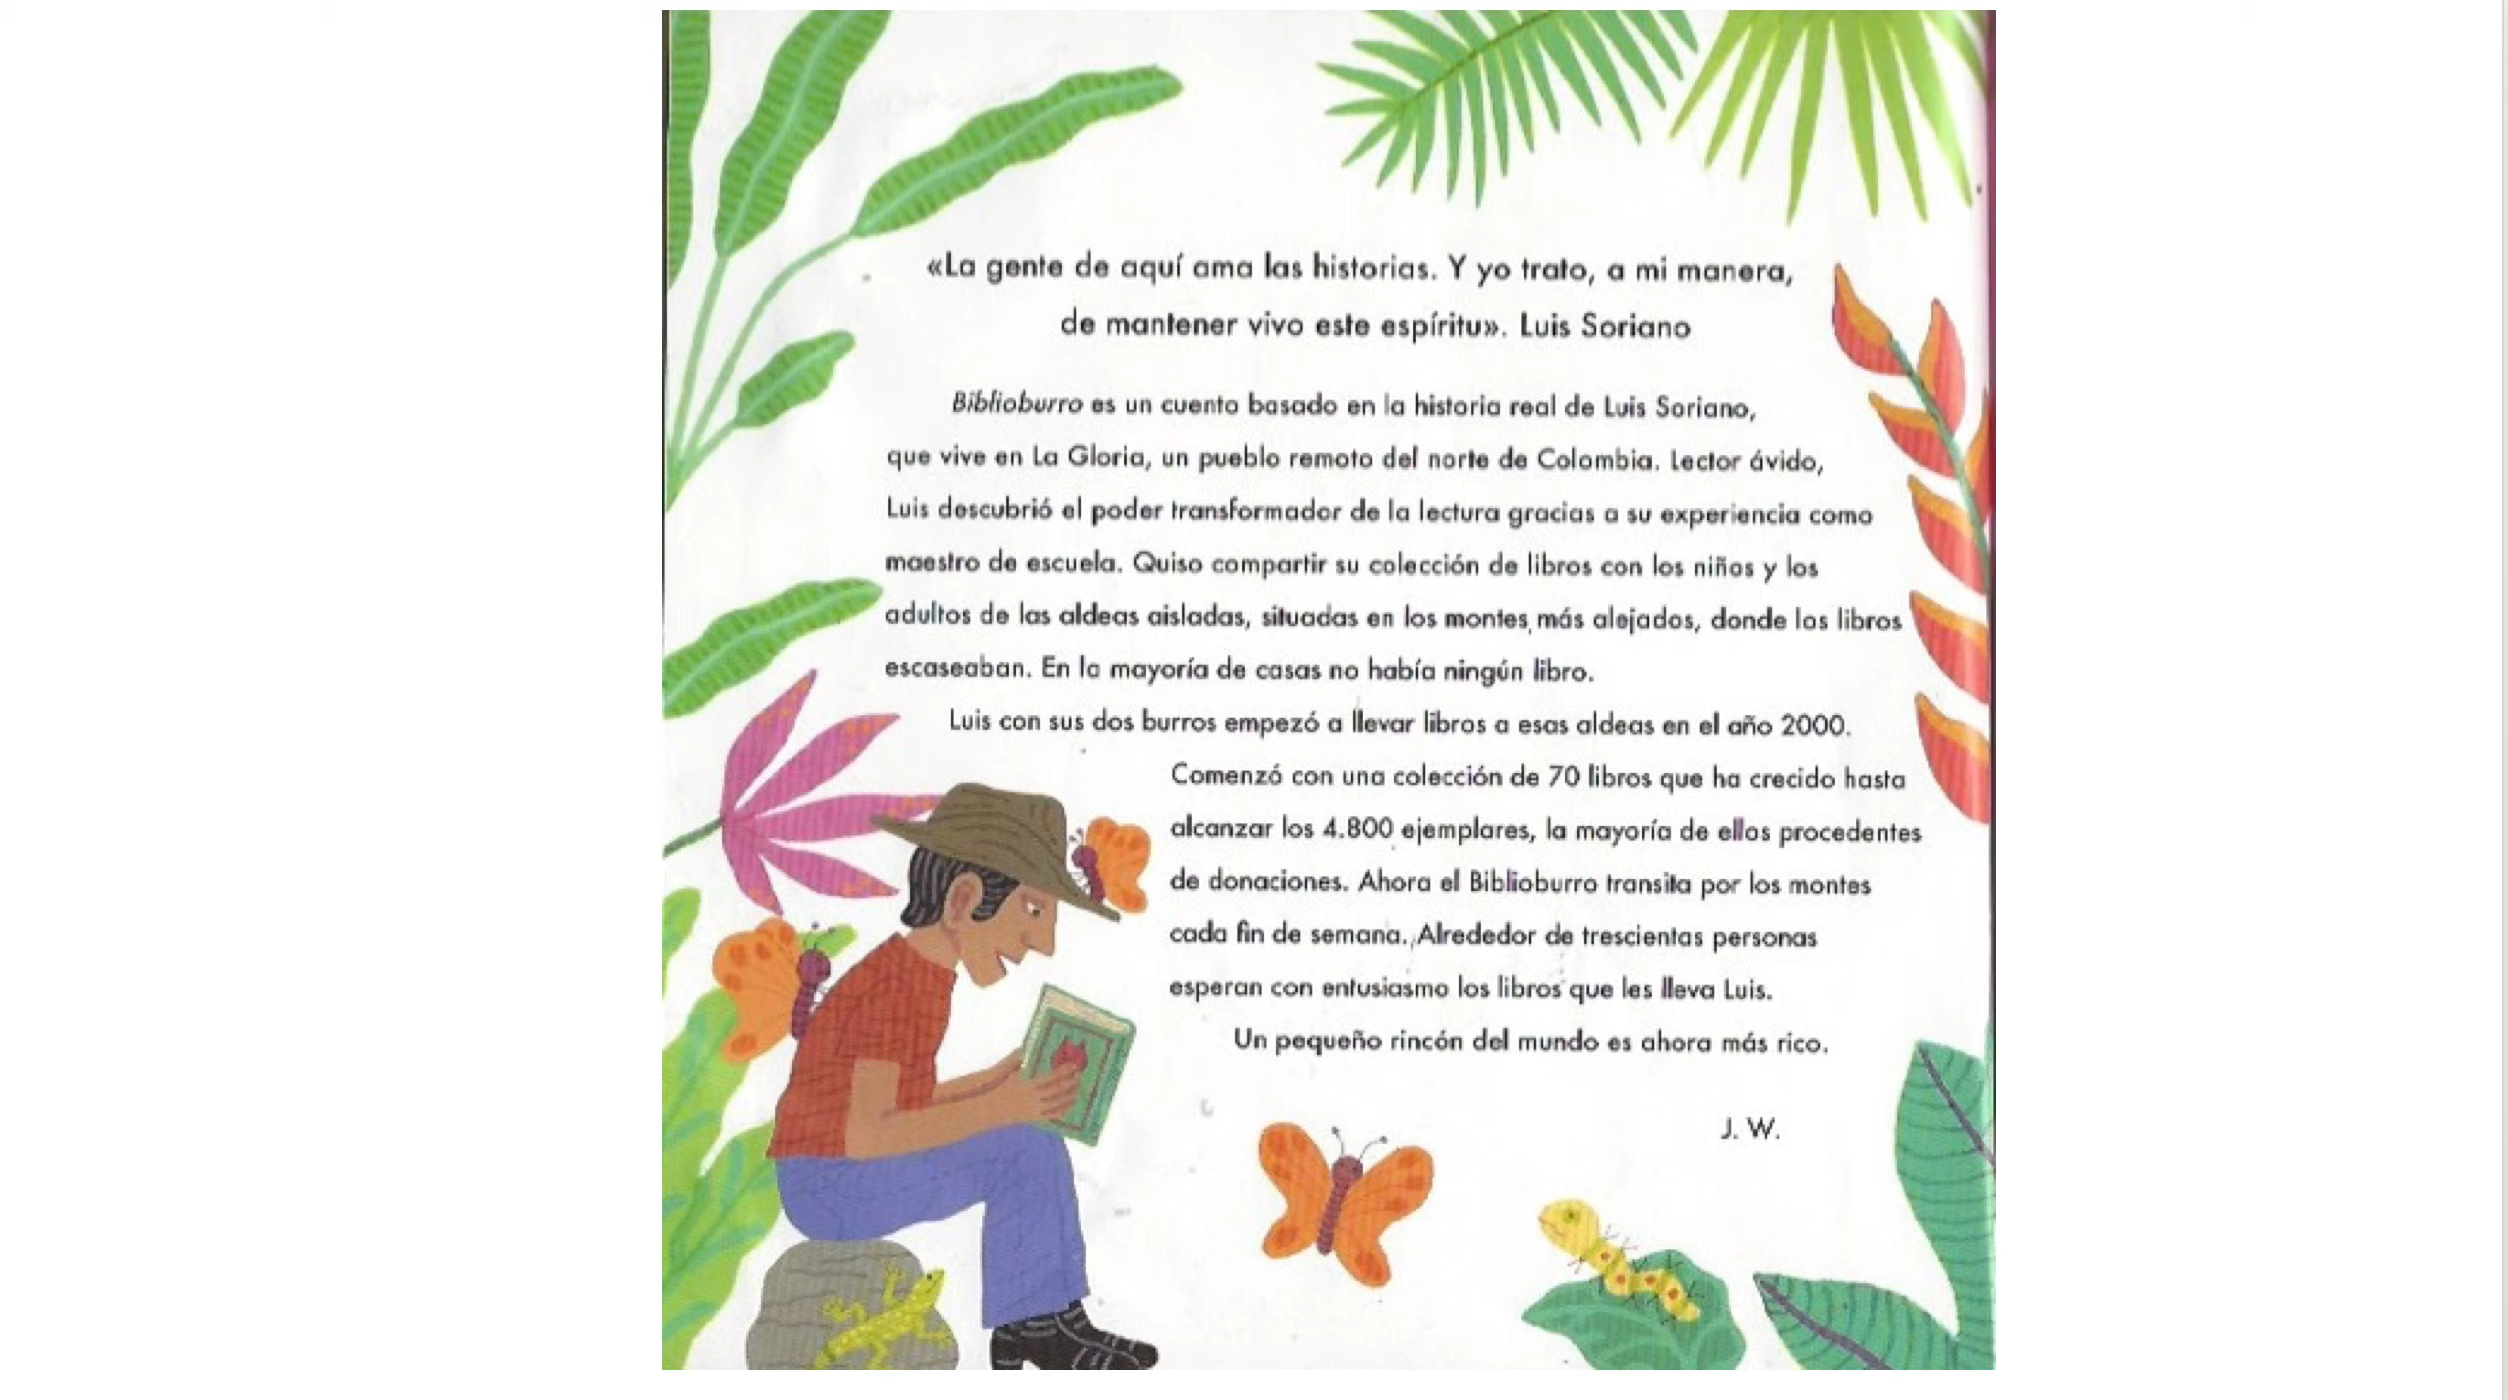 «La gente de aquí ama las historias. Y yo trato, a mi manera,
de mantener vivo este espíritu». Luis Soriano
Biblioburro es un cuento basado en la historia real de Luis Soriano,
que vive en La Gloria, un pueblo remoto del norte de Colombia. Lector ávido,
Luis descubrió el poder transformador de la lectura gracias a su experiencia como
maestro de escuela. Quiso compartir su colección de libros con los niños y los
adultos de las aldeas aisladas, situadas en los montes más alejados, donde los libros
escaseaban. En la mayoría de casas no había ningún libro.
Luis con sus dos burros empezó a llevar libros a esas aldeas en el año 2000.
Comenzó con una colección de 70 libros que ha crecido hasta
alcanzar los 4.800 ejemplares, la mayoría de ellos procedentes
de donaciones. Ahora el Biblioburro transita por los montes
cada fin de semana. Alrededor de trescientas personas
esperan con entusiasmo los libros que les lleva Luis.
Un pequeño rincón del mundo es ahora más rico.
J. W.